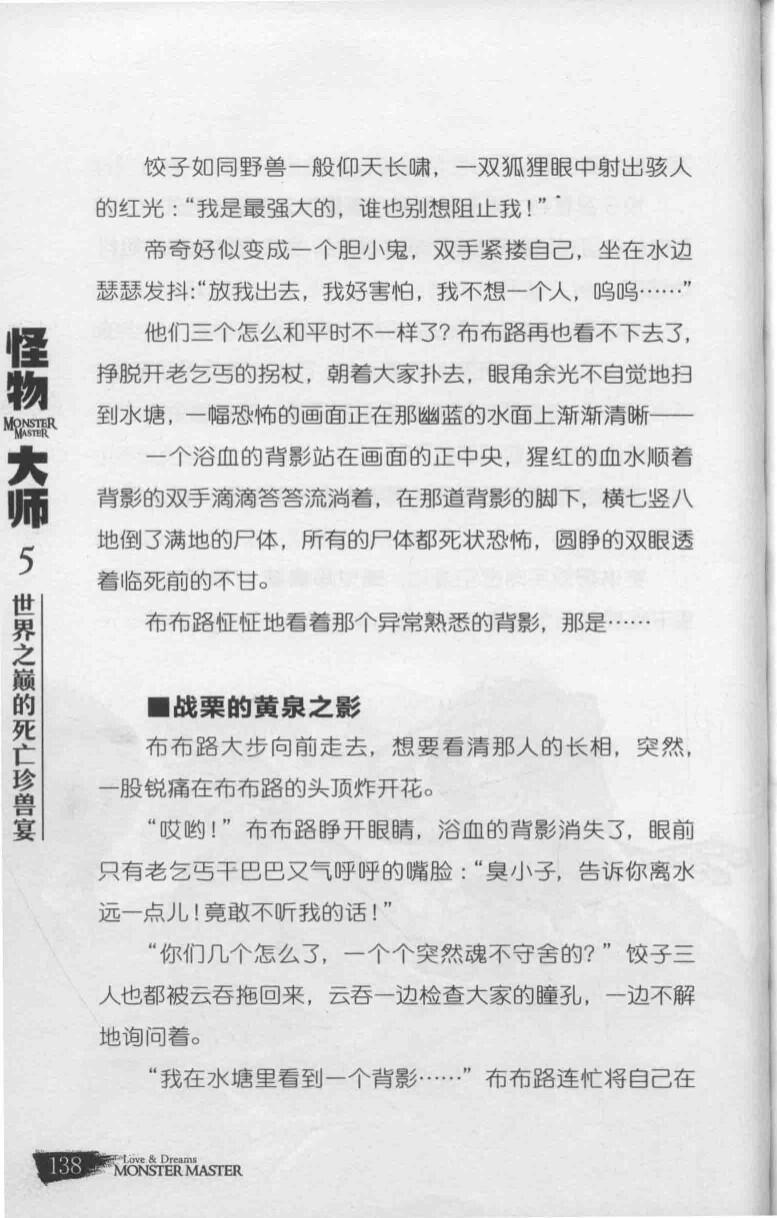 饺子如同野兽一般仰天长啸，一双狐狸眼中射出骇人
的红光：“我是最强大的，谁也别想阻止我！”
帝奇好似变成一个胆小鬼，双手紧搂自己，坐在水边
瑟瑟发抖：“放我出去，我好害怕，我不想一个人，呜呜……”
他们三个怎么和平时不一样了？布布路再也看不下去了，
挣脱开老乞丐的拐杖，朝着大家扑去，眼角余光不自觉地扫
到水塘，一幅恐怖的画面正在那幽蓝的水面上渐渐清晰——
一个浴血的背影站在画面的正中央，猩红的血水顺着
背影的双手滴滴答答流淌着，在那道背影的脚下，横七竖八
地倒了满地的尸体，所有的尸体都死状恐怖，圆睁的双眼透
着临死前的不甘。
布布路怔怔地看着那个异常熟悉的背影，那是……
■战栗的黄泉之影
布布路大步向前走去，想要看清那人的长相，突然，
一股锐痛在布布路的头顶炸开花。
“哎哟！”布布路睁开眼睛，浴血的背影消失了，眼前
只有老乞丐干巴巴又气呼呼的嘴脸：“臭小子，告诉你离水
远一点儿！竟敢不听我的话！”
“你们几个怎么了，一个个突然魂不守舍的？”饺子三
人也都被云吞拖回来，云吞一边检查大家的瞳孔，一边不解
地询问着。
“我在水塘里看到一个背影……”布布路连忙将自己在
怪物
MONSTER
MASTER
大师
5
世界之巅的死亡珍兽宴
138
Love & Dreams
MONSTER MASTER